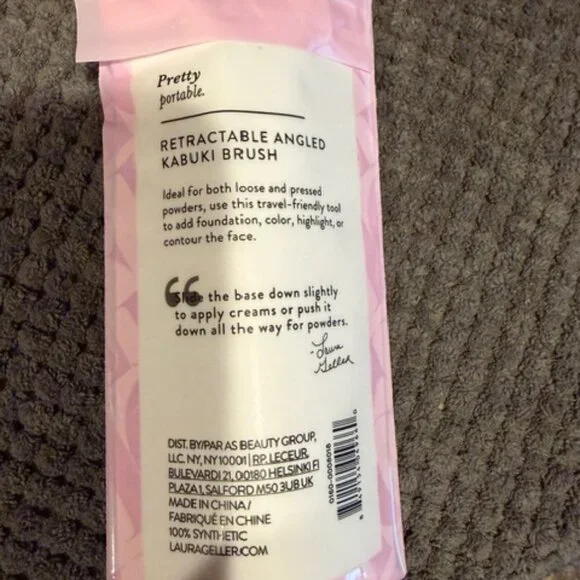 Pretty
portable.
RETRACTABLE ANGLED
KABUKI BRUSH
Ideal for both loose and pressed
powders, use this travel-friendly tool
to add foundation, color, highlight, or
contour the face.
“
Slide the base down slightly
to apply creams or push it
down all the way for powders.
-Laura
Geller
DIST. BY/PAR AS BEAUTY GROUP,
LLC. NY, NY 10001 | RP. LECEUR,
BULEVARDI 21, 00180 HELSINKI FI
PLAZA 1, SALFORD M50 3UB UK
MADE IN CHINA /
FABRIQUÉ EN CHINE
100% SYNTHETIC
LAURAGELLER.COM
0160-0008018